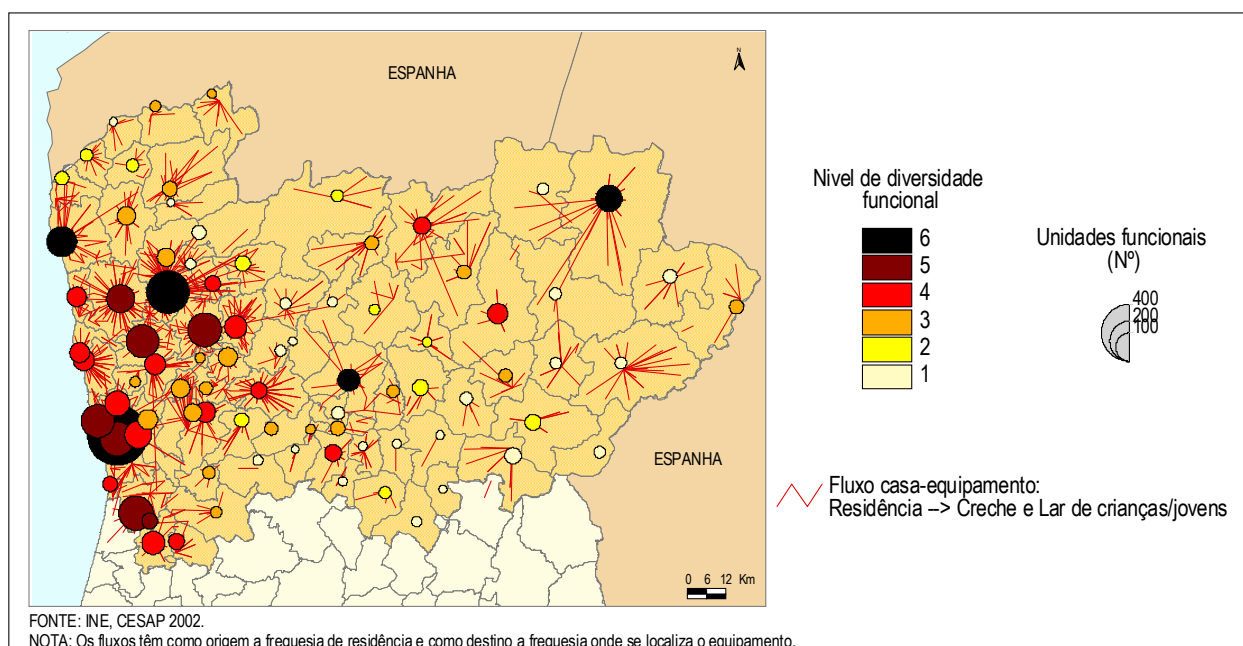 ESPANHA
N
ESPANHA
0 6 12 Km
Nivel de diversidade
funcional
6
5
4
3
2
1
Unidades funcionais
(Nº)
400
200
100
Fluxo casa-equipamento:
Residência --> Creche e Lar de crianças/jovens
FONTE: INE, CESAP 2002.
NOTA: Os fluxos têm como origem a freguesia de residência e como destino a freguesia onde se localiza o equipamento.